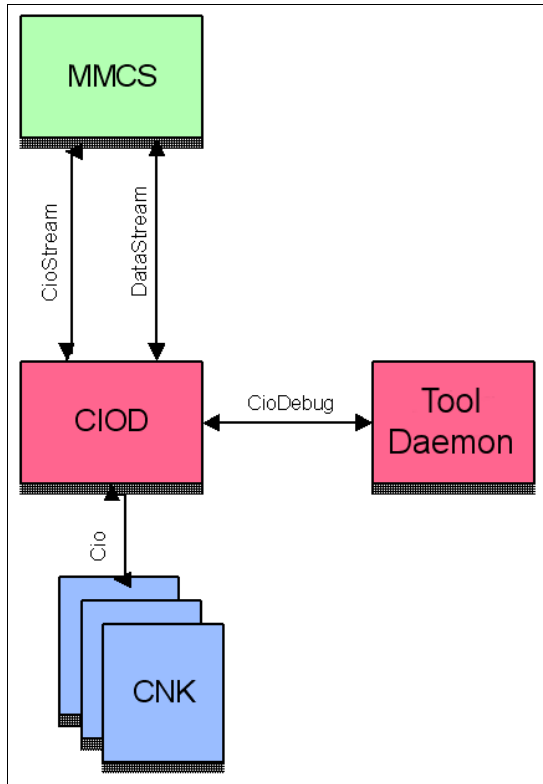 MMCS
CioStream
DataStream
CIOD
CioDebug
Tool
Daemon
Cio
CNK